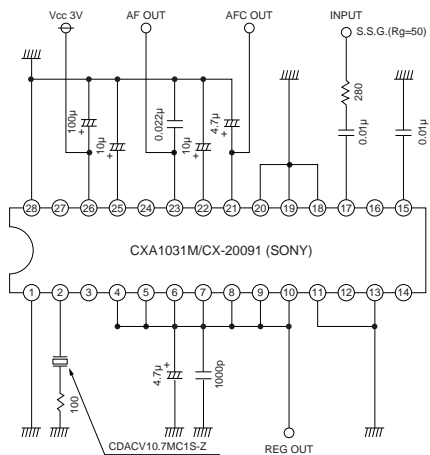 Vcc 3V
AF OUT
AFC OUT
INPUT
S.S.G.(Rg=50)
280
0.01µ
0.01µ
100µ
+
10µ
+
0.022µ
10µ
+
4.7µ
+
28 27 26 25 24 23 22 21 20 19 18 17 16 15
CXA1031M/CX-20091 (SONY)
1 2 3 4 5 6 7 8 9 10 11 12 13 14
4.7µ
+
1000p
100
CDACV10.7MC1S-Z
REG OUT